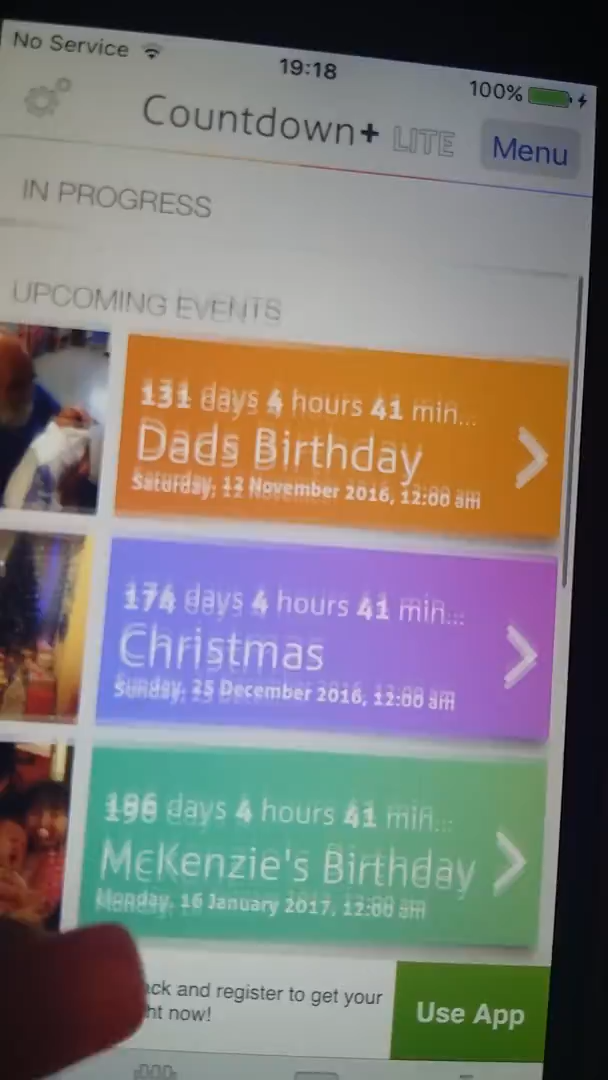 No Service 19:18 100%
Countdown+ LITE Menu
IN PROGRESS
UPCOMING EVENTS
131 days 4 hours 41 min...
Dads Birthday
Saturday, 12 November 2016, 12:00 am
174 days 4 hours 41 min...
Christmas
Sunday, 25 December 2016, 12:00 am
196 days 4 hours 41 min...
McKenzie's Birthday
Monday, 16 January 2017, 12:00 am
and register to get your
now!
Use App